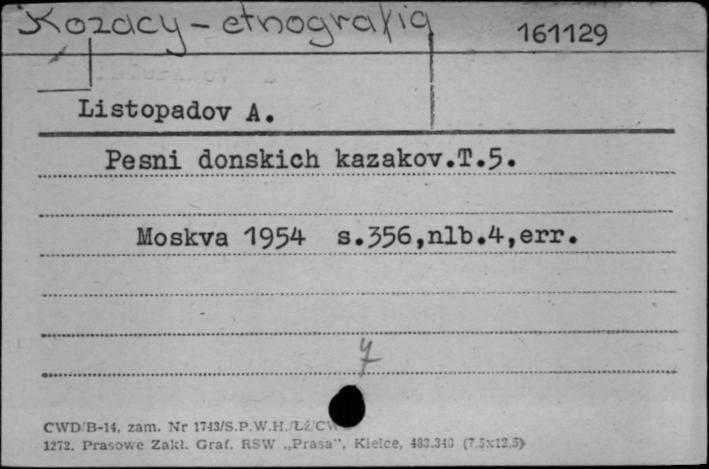 Kozacy - etnografia 161129
Listopadov A.
Pesni donskich kazakov.T.5.
Moskva 1954 s.356,nlb.4,err.
y
CWD/B-14, zam. Nr 1743/S.P.W.H./Łż/CW
1272. Prasowe Zakł. Graf. RSW „Prasa", Kielce, 483.340 (7,5x12,5)